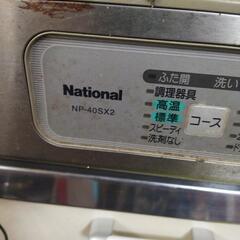 National
NP-40SX2
ふた開
洗い
調理器具
高温
標準
スピーディ
洗剤なし
コース